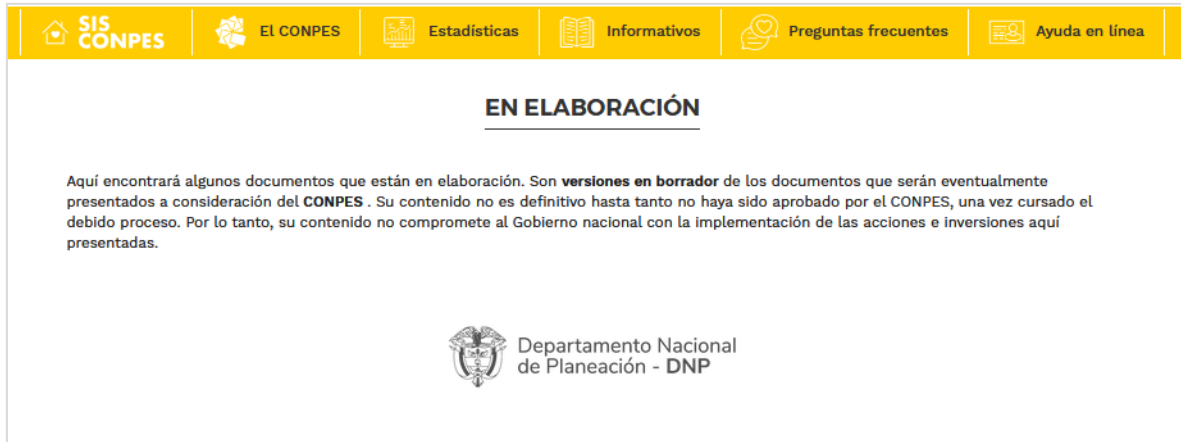 SIS
CONPES
El CONPES
Estadísticas
Informativos
Preguntas frecuentes
Ayuda en línea
EN ELABORACIÓN
Aquí encontrará algunos documentos que están en elaboración. Son versiones en borrador de los documentos que serán eventualmente
presentados a consideración del CONPES . Su contenido no es definitivo hasta tanto no haya sido aprobado por el CONPES, una vez cursado el
debido proceso. Por lo tanto, su contenido no compromete al Gobierno nacional con la implementación de las acciones e inversiones aquí
presentadas.
Departamento Nacional
de Planeación - DNP